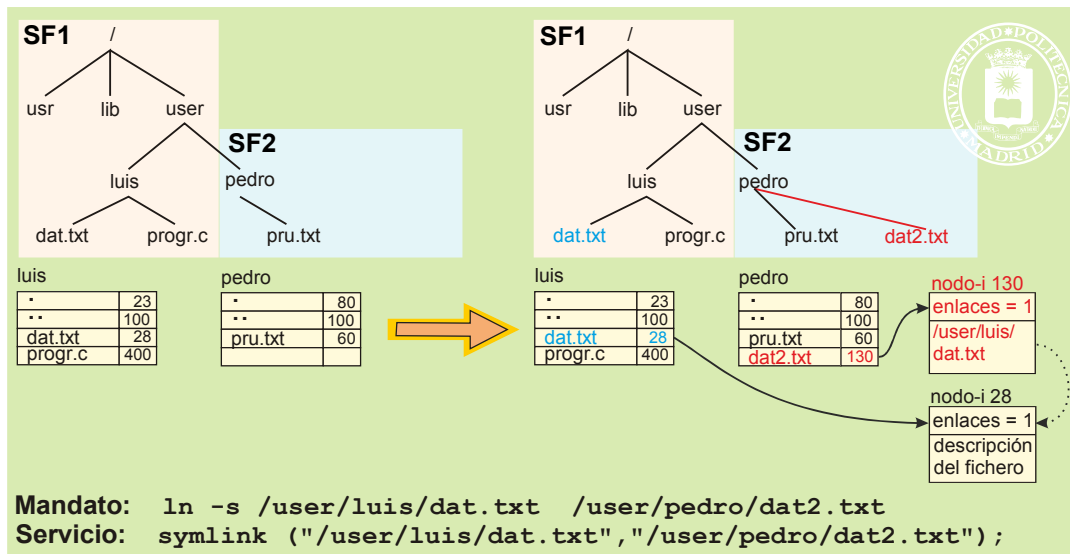 SF1
/
usr lib user
SF2
luis pedro
dat.txt progr.c pru.txt
luis
. 23
.. 100
dat.txt 28
progr.c 400
pedro
. 80
.. 100
pru.txt 60
SF1
/
usr lib user
SF2
luis pedro
dat.txt progr.c pru.txt dat2.txt
luis
. 23
.. 100
dat.txt 28
progr.c 400
pedro
. 80
.. 100
pru.txt 60
dat2.txt 130
nodo-i 130
enlaces = 1
/user/luis/
dat.txt
nodo-i 28
enlaces = 1
descripción
del fichero
UNIVERSIDAD POLITECNICA
MADRID
Mandato: ln -s /user/luis/dat.txt /user/pedro/dat2.txt
Servicio: symlink ("/user/luis/dat.txt","/user/pedro/dat2.txt");